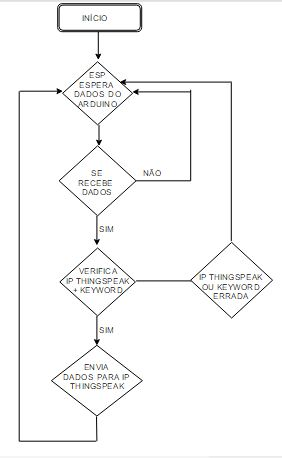 INÍCIO
ESP
ESPERA
DADOS DO
ARDUINO
SE
RECEBE
DADOS
NÃO
SIM
VERIFICA
IP THINGSPEAK
+ KEYWORD
IP THINGSPEAK
OU KEYWORD
ERRADA
SIM
ENVIA
DADOS PARA IP
THINGSPEAK